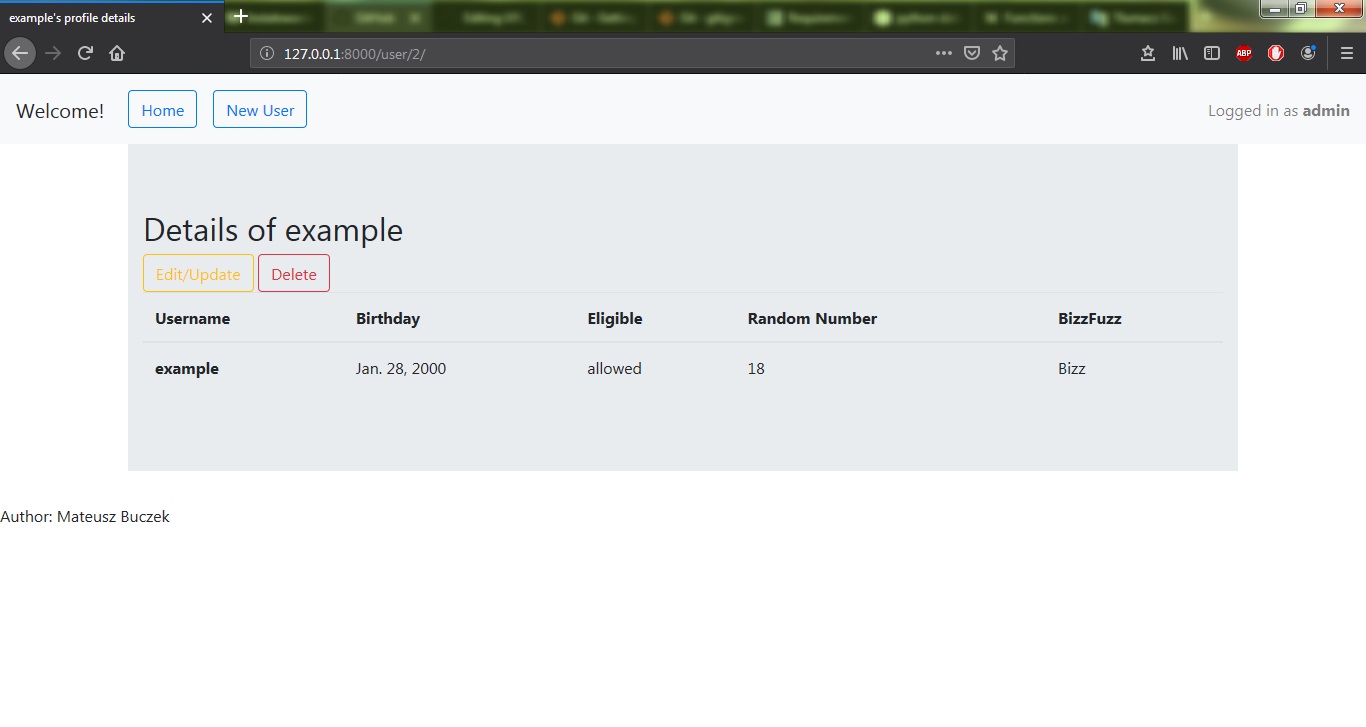 example's profile details
127.0.0.1:8000/user/2/
ABP
Welcome! Home New User Logged in as admin
Details of example
Edit/Update Delete
Username Birthday Eligible Random Number BizzFuzz
example Jan. 28, 2000 allowed 18 Bizz
Author: Mateusz Buczek